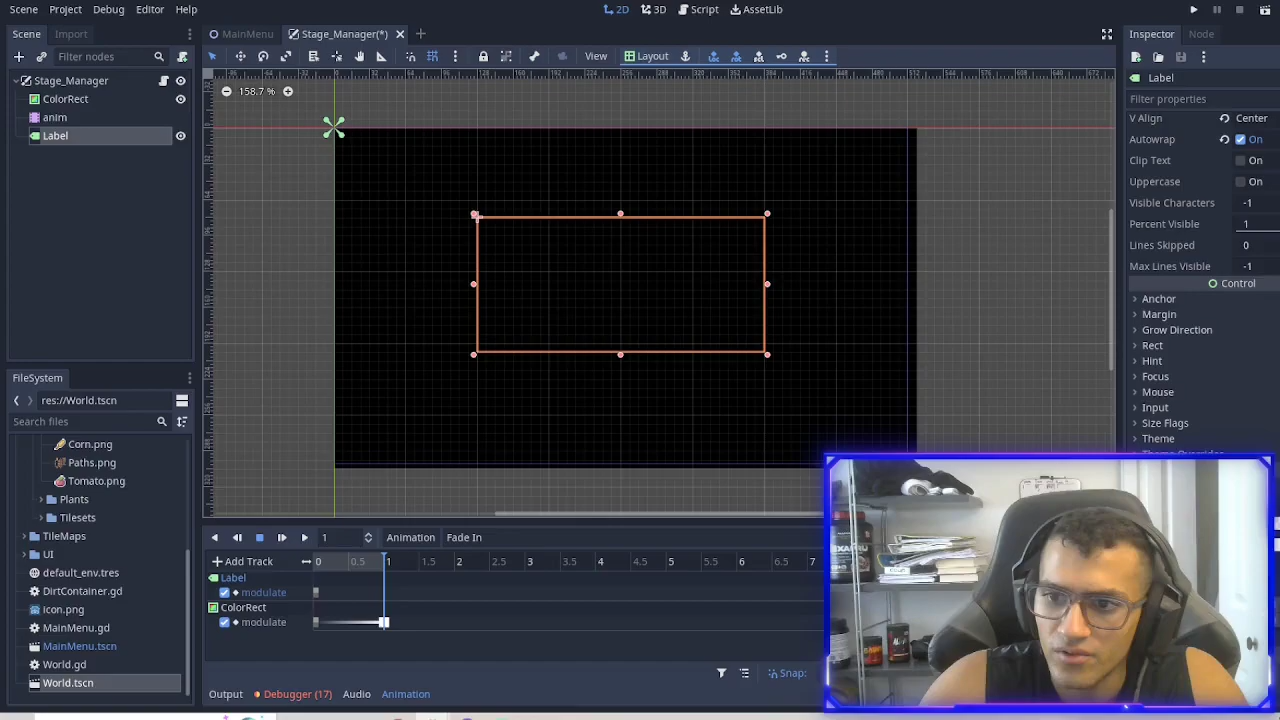 Scene Project Debug Editor Help
2D 3D Script AssetLib
Scene Import
MainMenu Stage_Manager(*)
Inspector Node
Filter nodes
View Layout
Stage_Manager
ColorRect
anim
Label
158.7 %
Label
Filter properties
V Align Center
Autowrap On
Clip Text On
Uppercase On
Visible Characters -1
Percent Visible 1
Lines Skipped 0
Max Lines Visible -1
Control
Anchor
Margin
Grow Direction
Rect
Hint
Focus
Mouse
Input
Size Flags
Theme
Theme Overrides
FileSystem
res://World.tscn
Search files
Corn.png
Paths.png
Tomato.png
Plants
Tilesets
TileMaps
UI
default_env.tres
DirtContainer.gd
icon.png
MainMenu.gd
MainMenu.tscn
World.gd
World.tscn
1 Animation Fade In
Add Track 0 0.5 1 1.5 2 2.5 3 3.5 4 4.5 5 5.5 6 6.5 7
Label
modulate
ColorRect
modulate
Snap:
Output Debugger (17) Audio Animation